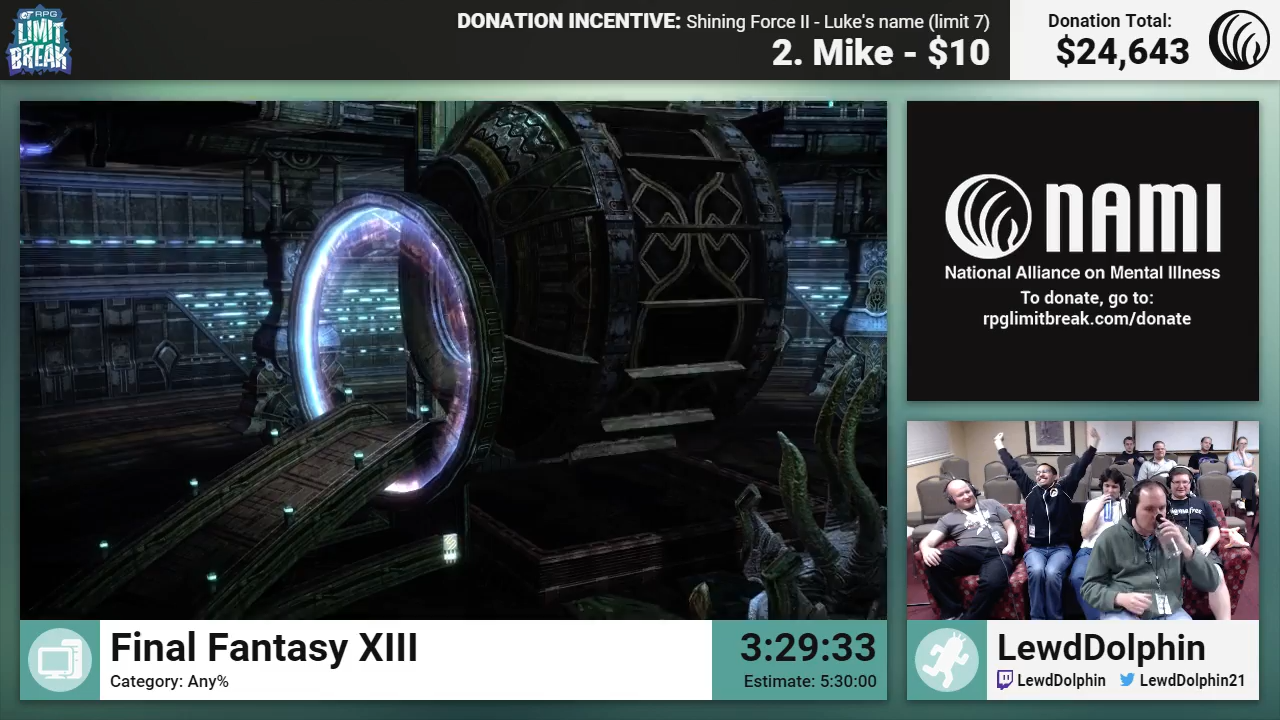 RPG
LIMIT
BREAK
DONATION INCENTIVE: Shining Force II - Luke's name (limit 7)
2. Mike - $10
Donation Total:
$24,643
NAMI
National Alliance on Mental Illness
To donate, go to:
rpglimitbreak.com/donate
Final Fantasy XIII
Category: Any%
3:29:33
Estimate: 5:30:00
LewdDolphin
LewdDolphin
LewdDolphin21